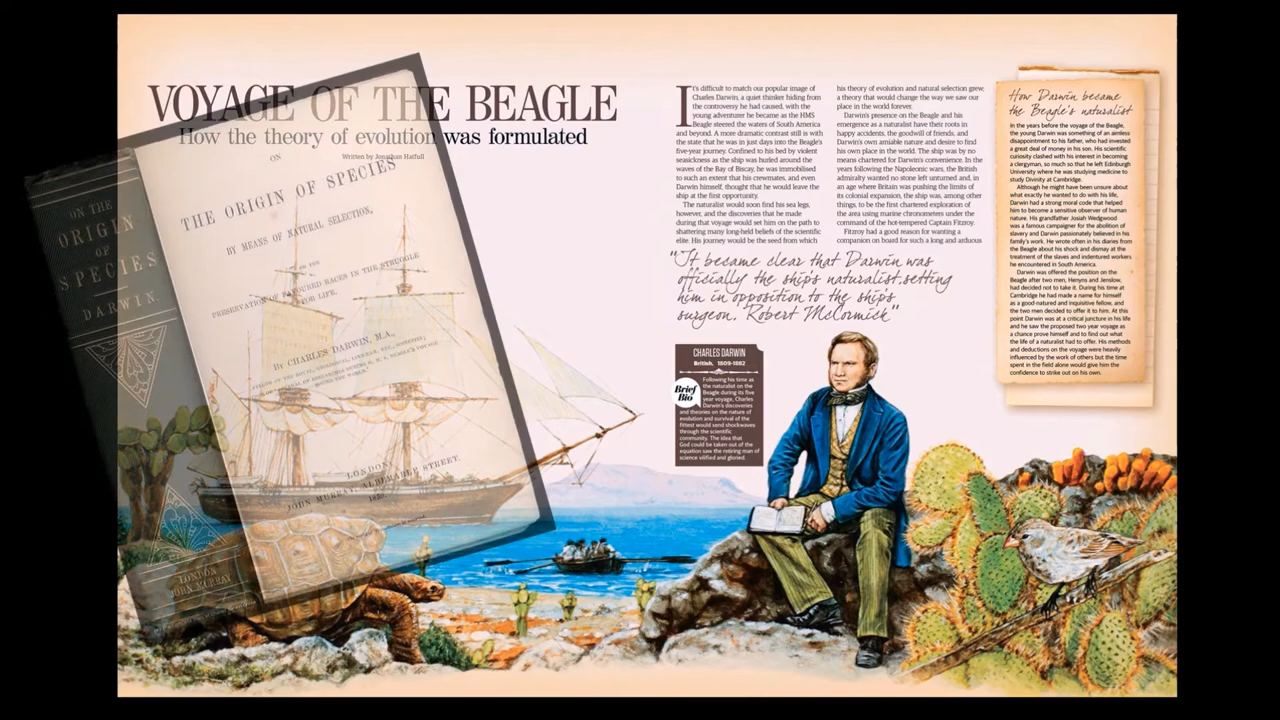 VOYAGE OF THE BEAGLE
How the theory of evolution was formulated
Written by Jonathan Hatfull
ON THE
ORIGIN
OF
SPECIES
DARWIN.
LONDON
JOHN MURRAY
ON
THE ORIGIN OF SPECIES
BY MEANS OF NATURAL SELECTION,
OR THE
PRESERVATION OF FAVOURED RACES IN THE STRUGGLE
FOR LIFE.
By CHARLES DARWIN, M.A.,
LONDON:
JOHN MURRAY, ALBEMARLE STREET.
It's difficult to match our popular image of
Charles Darwin, a quiet thinker hiding from
the controversy he had caused, with the
young adventurer he became as the HMS
Beagle steered the waters of South America
and beyond. A more dramatic contrast still is with
the state that he was in just days into the Beagle's
five-year journey. Confined to his bed by violent
seasickness as the ship was hurled around the
waves of the Bay of Biscay, he was immobilised
to such an extent that his crewmates, and even
Darwin himself, thought that he would leave the
ship at the first opportunity.
The naturalist would soon find his sea legs,
however, and the discoveries that he made
during that voyage would set him on the path to
shattering many long-held beliefs of the scientific
elite. His journey would be the seed from which
his theory of evolution and natural selection grew,
a theory that would change the way we saw our
place in the world forever.
Darwin's presence on the Beagle and his
emergence as a naturalist have their roots in
happy accidents, the goodwill of friends, and
Darwin's own amiable nature and desire to find
his own place in the world. The ship was by no
means chartered for Darwin's convenience. In the
years following the Napoleonic wars, the British
admiralty wanted no stone left unturned and, in
an age where Britain was pushing the limits of
its colonial expansion, the ship was, among other
things, to be the first chartered exploration of
the area using marine chronometers under the
command of the hot-tempered Captain Fitzroy.
Fitzroy had a good reason for wanting a
companion on board for such a long and arduous
"It became clear that Darwin was
officially the ship's naturalist, setting
him in opposition to the ship's
surgeon, Robert McCormick"
CHARLES DARWIN
British, 1809-1882
Brief
Bio
Following his time as
the naturalist on the
Beagle during its five
year voyage, Charles
Darwin's discoveries
and theories on the nature of
evolution and survival of the
fittest would send shockwaves
through the scientific
community. The idea that
God could be taken out of the
equation saw the retiring man of
science vilified and gloried.
How Darwin became
the Beagle's naturalist
In the years before the voyage of the Beagle,
the young Darwin was something of an aimless
disappointment to his father, who had invested
a great deal of money in his son. His scientific
curiosity clashed with his interest in becoming
a clergyman, so much so that he left Edinburgh
University where he was studying medicine to
study Divinity at Cambridge.
Although he might have been unsure about
what exactly he wanted to do with his life,
Darwin had a strong moral code that helped
him to become a sensitive observer of human
nature. His grandfather Josiah Wedgwood
was a famous campaigner for the abolition of
slavery and Darwin passionately believed in his
family's work. He wrote often in his diaries from
the Beagle about his shock and dismay at the
treatment of the slaves and indentured workers
he encountered in South America.
Darwin was offered the position on the
Beagle after two men, Henyns and Jenslow,
had decided not to take it. During his time at
Cambridge he had made a name for himself
as a good-natured and inquisitive fellow, and
the two men decided to offer it to him. At this
point Darwin was at a critical juncture in his life
and he saw the proposed two year voyage as
a chance prove himself and to find out what
the life of a naturalist had to offer. His methods
and deductions on the voyage were heavily
influenced by the work of others but the time
spent in the field alone would give him the
confidence to strike out on his own.